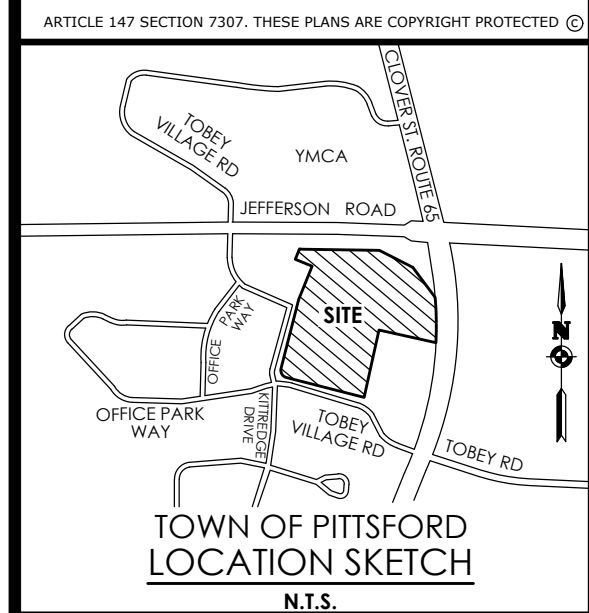 ARTICLE 147 SECTION 7307. THESE PLANS ARE COPYRIGHT PROTECTED ©
CLOVER ST. ROUTE 65
TOBEY
VILLAGE RD
YMCA
JEFFERSON ROAD
SITE
PARK
WAY
OFFICE
N
OFFICE PARK
WAY
KITTREDGE
DRIVE
TOBEY
VILLAGE RD
TOBEY RD
TOWN OF PITTSFORD
LOCATION SKETCH
N.T.S.